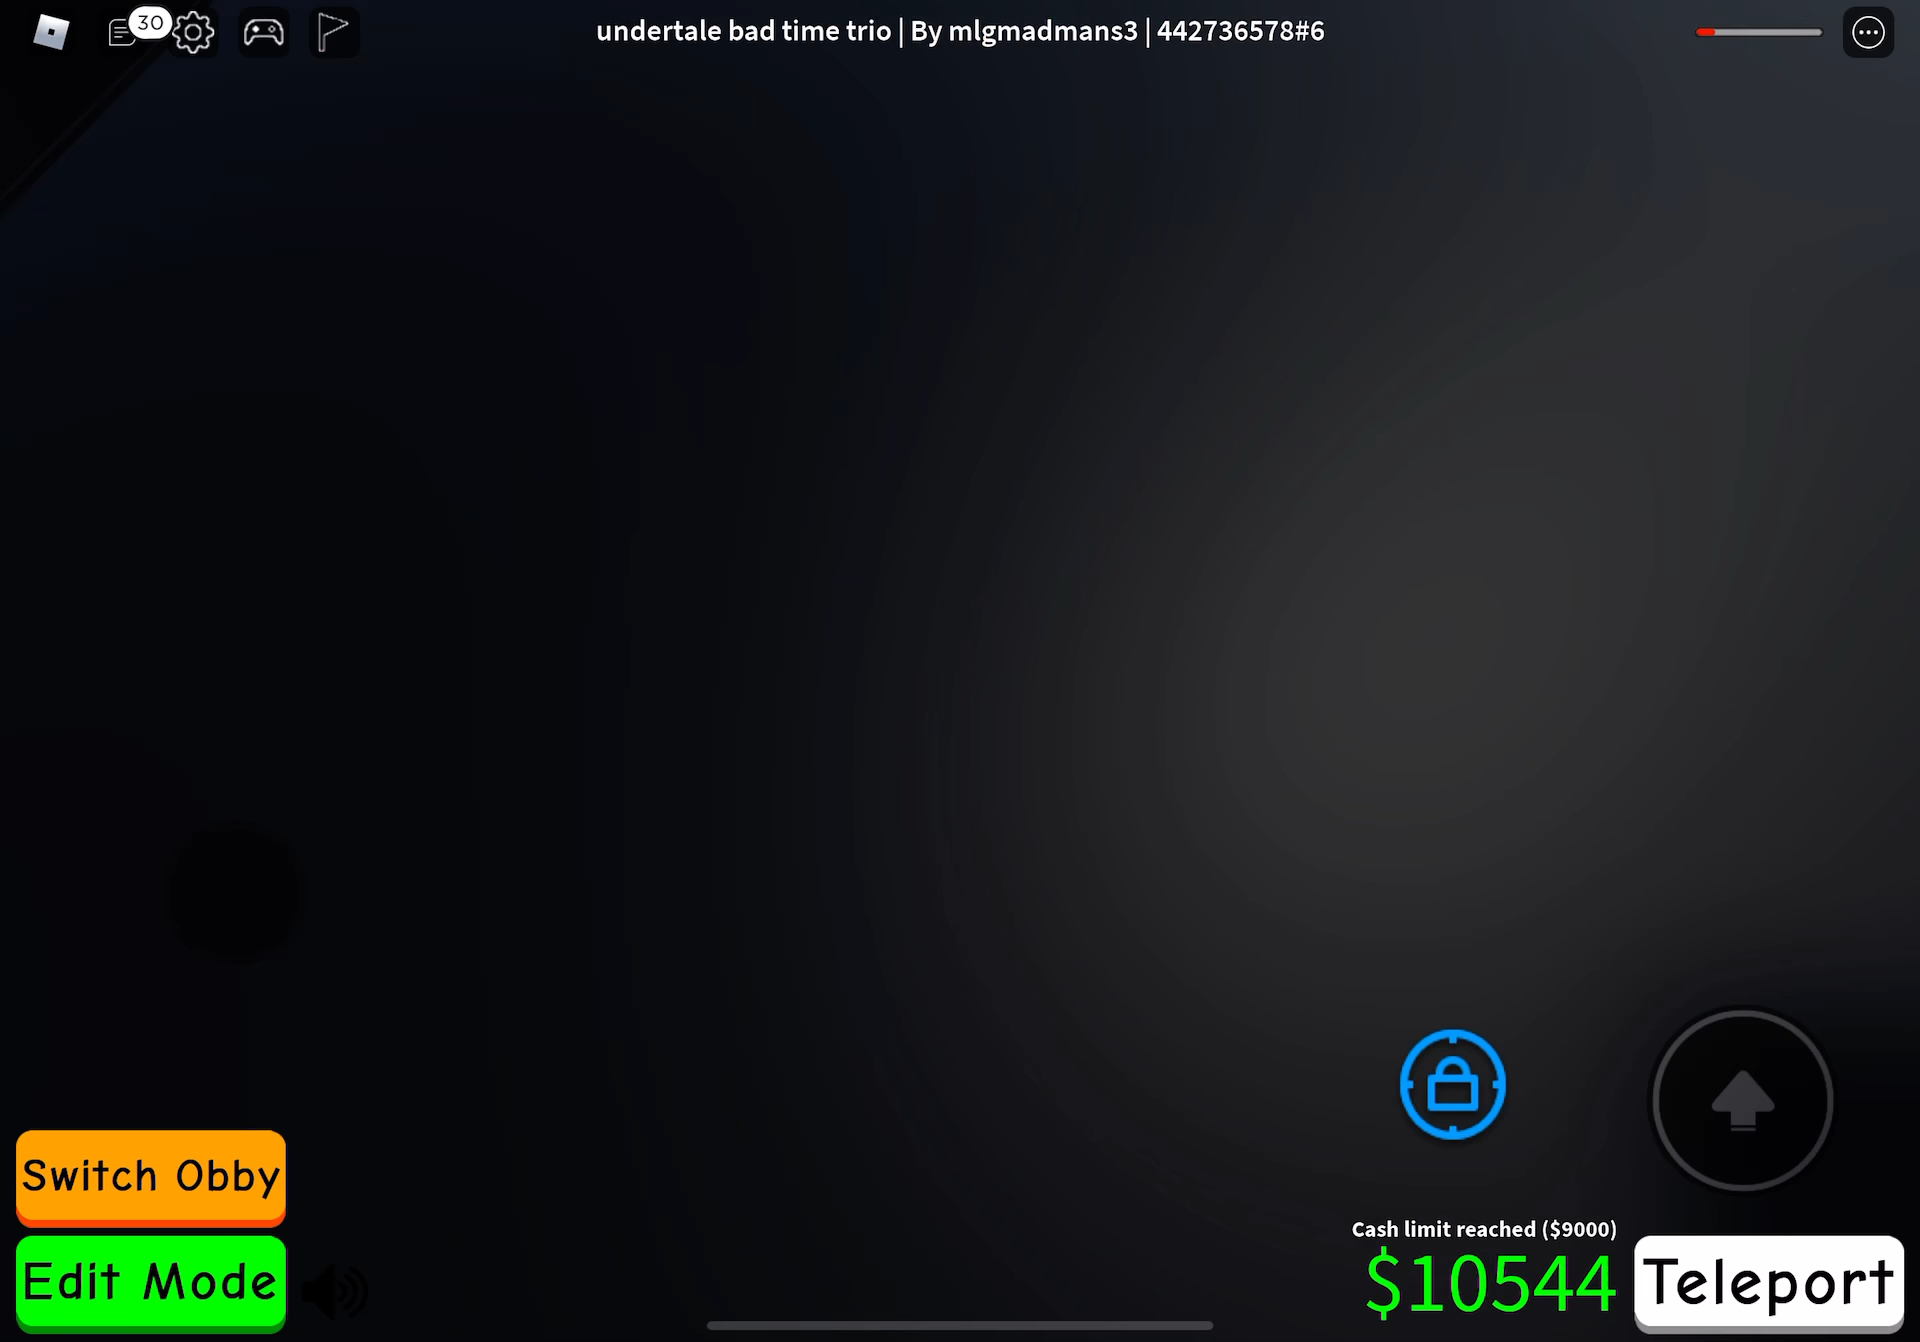 30
undertale bad time trio | By mlgmadmans3 | 442736578#6
Switch Obby
Edit Mode
Cash limit reached ($9000)
$10544
Teleport